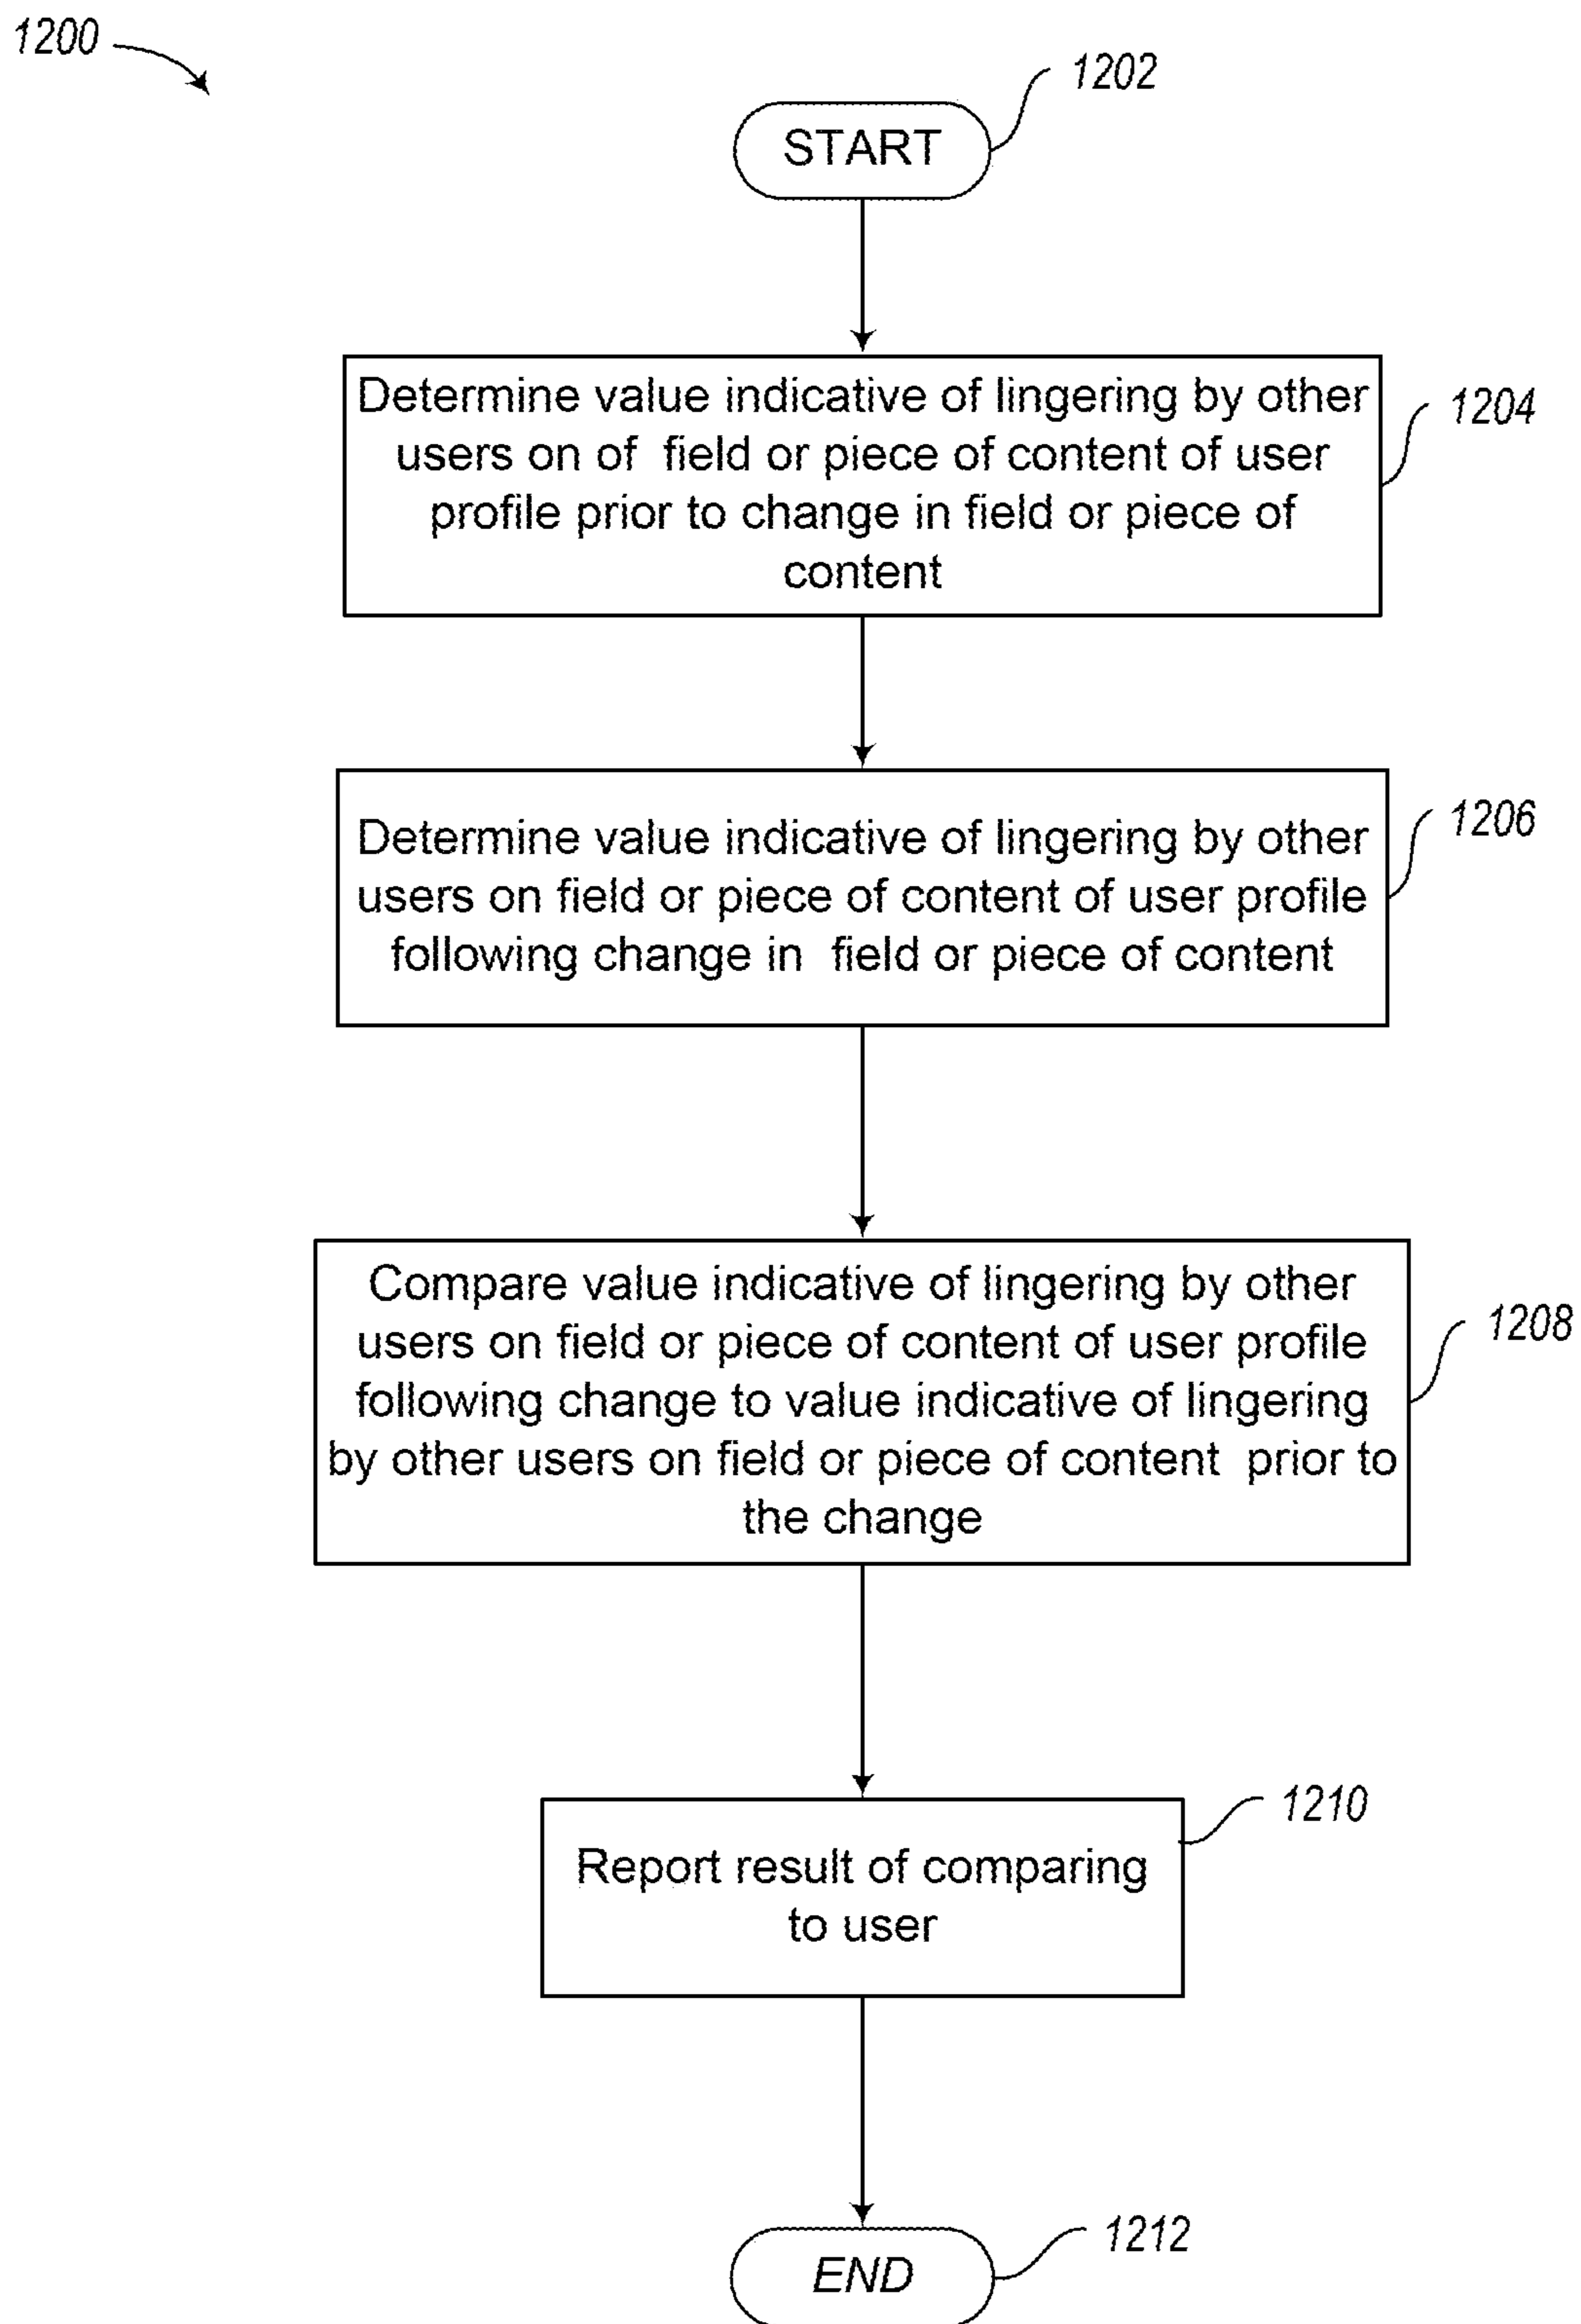 1200
1202
START
Determine value indicative of lingering by other
users on of field or piece of content of user
profile prior to change in field or piece of
content
1204
Determine value indicative of lingering by other
users on field or piece of content of user profile
following change in field or piece of content
1206
Compare value indicative of lingering by other
users on field or piece of content of user profile
following change to value indicative of lingering
by other users on field or piece of content prior to
the change
1208
Report result of comparing
to user
1210
END
1212